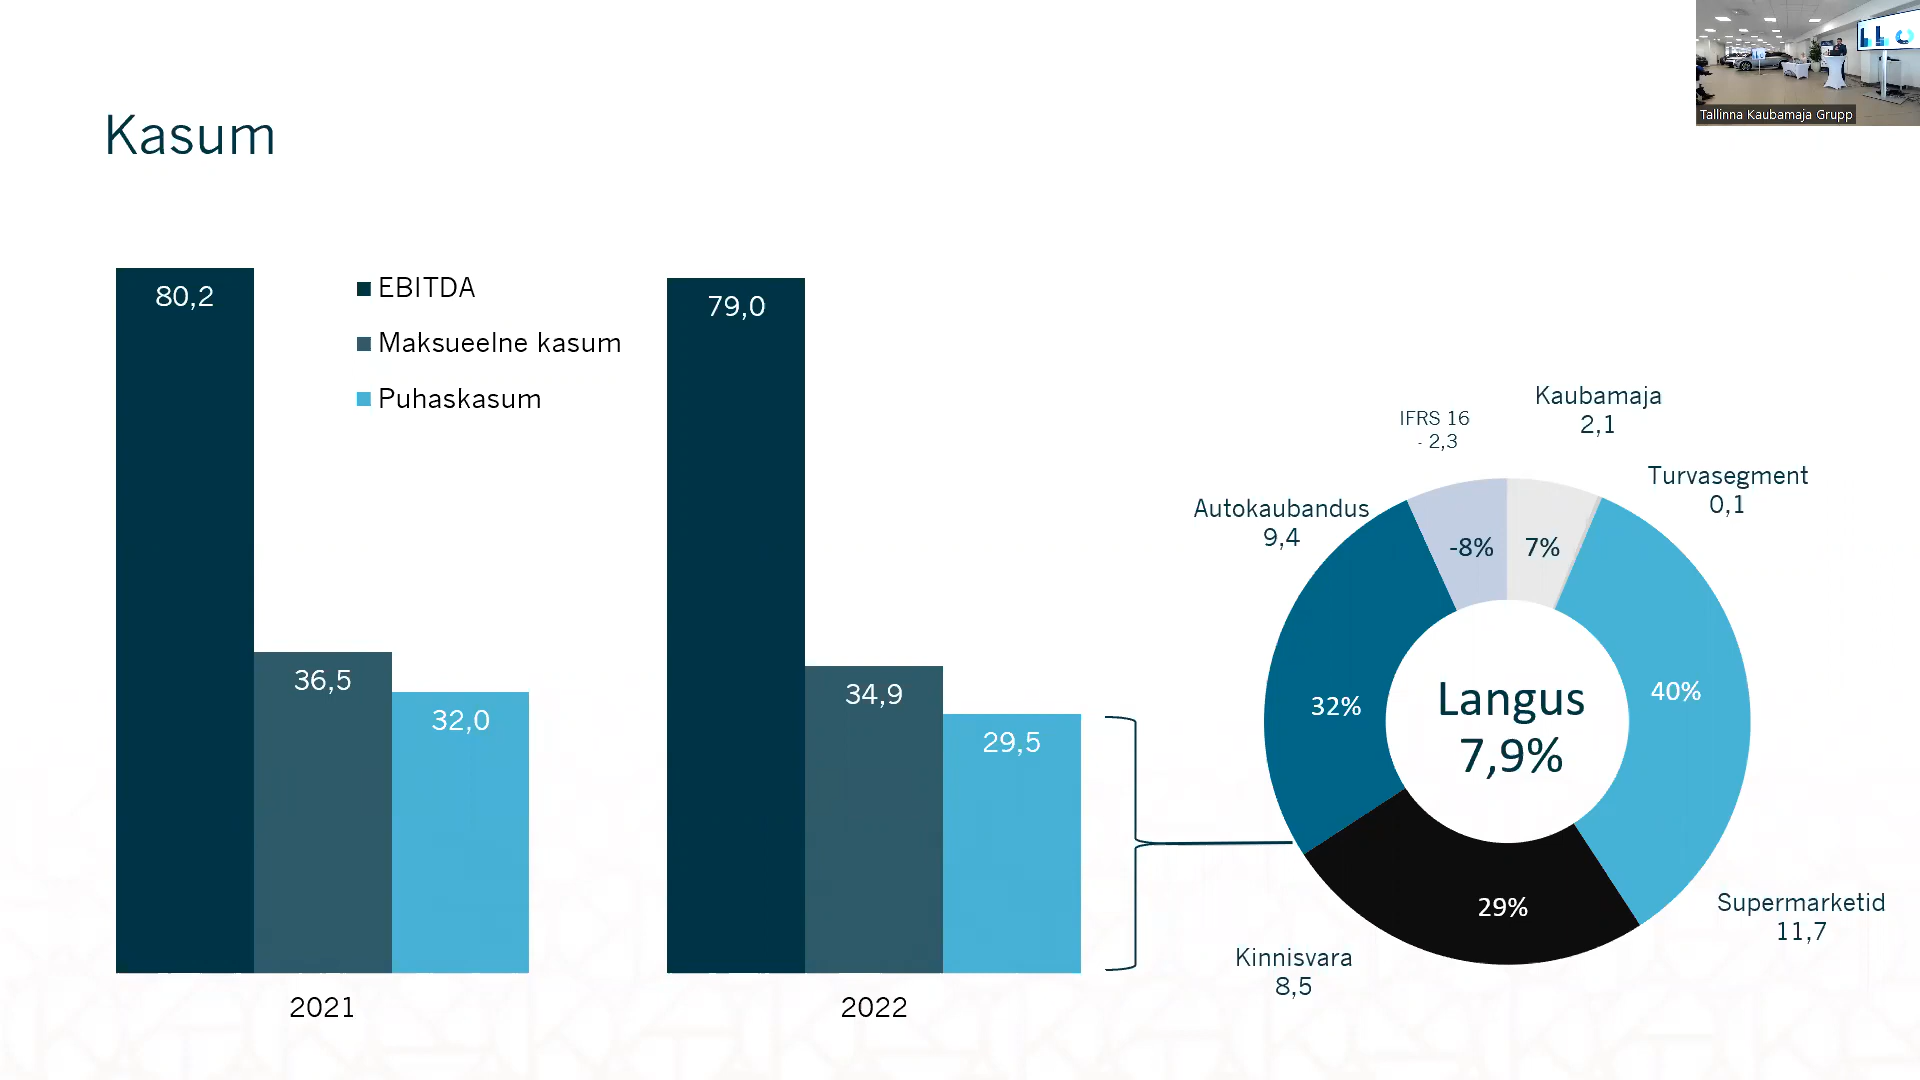 Tallinna Kaubamaja Grupp
Kasum
80,2
36,5
32,0
EBITDA
Maksueelne kasum
Puhaskasum
79,0
34,9
29,5
2021
2022
IFRS 16
- 2,3
Kaubamaja
2,1
Turvasegment
0,1
Autokaubandus
9,4
-8%
7%
32%
40%
29%
Langus
7,9%
Supermarketid
11,7
Kinnisvara
8,5